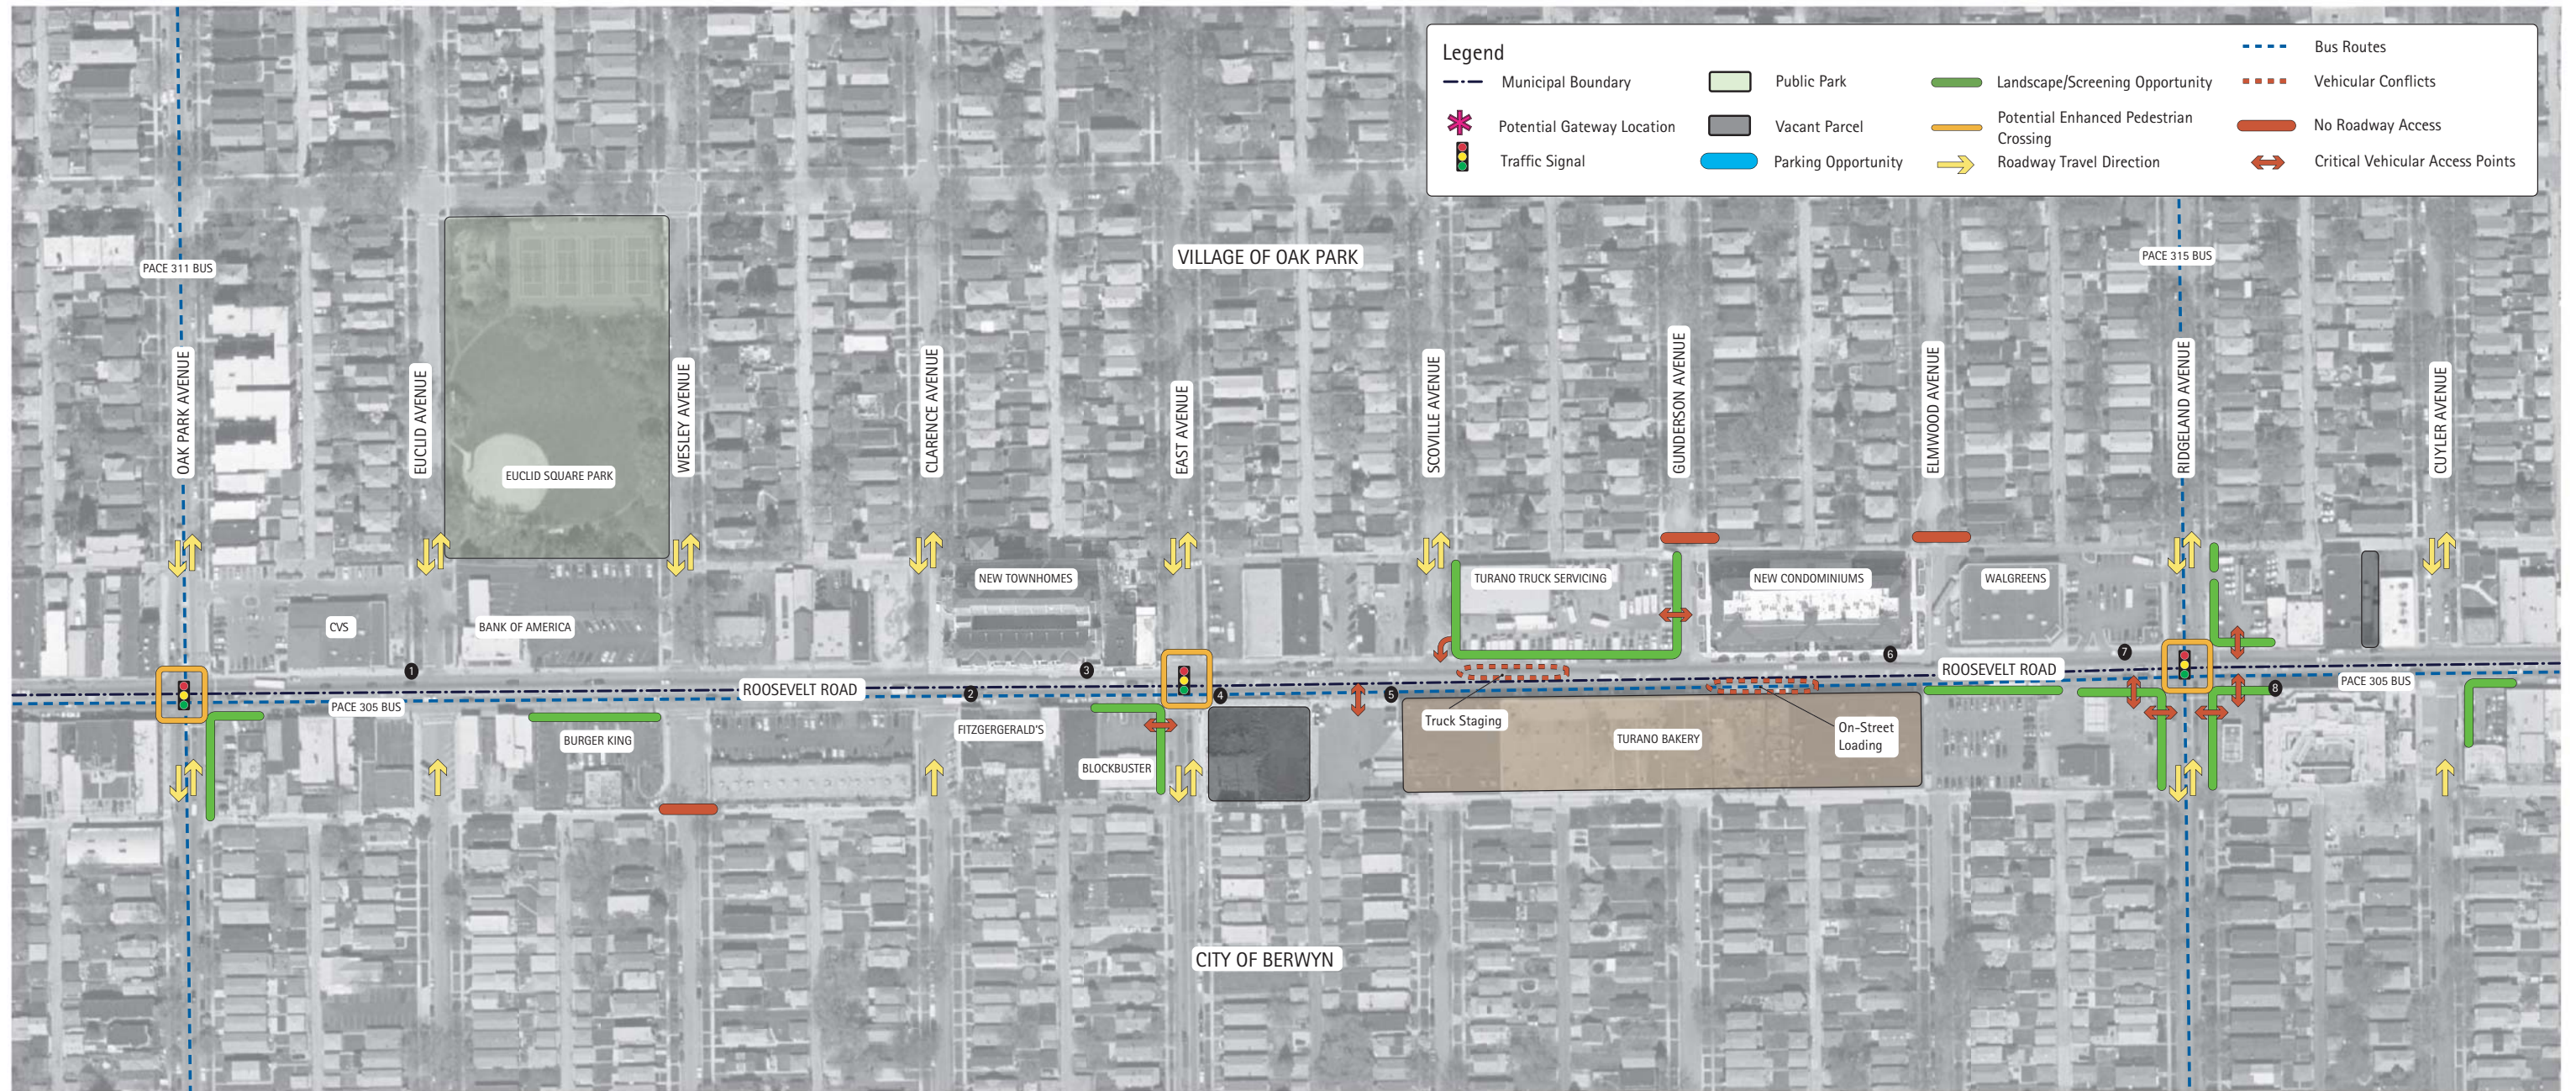 Legend
Municipal Boundary
Potential Gateway Location
Traffic Signal
Public Park
Vacant Parcel
Parking Opportunity
Landscape/Screening Opportunity
Potential Enhanced Pedestrian
Crossing
Roadway Travel Direction
Bus Routes
Vehicular Conflicts
No Roadway Access
Critical Vehicular Access Points
VILLAGE OF OAK PARK
PACE 311 BUS
PACE 315 BUS
OAK PARK AVENUE
EUCLID AVENUE
WESLEY AVENUE
CLARENCE AVENUE
EAST AVENUE
SCOVILLE AVENUE
GUNDERSON AVENUE
ELMWOOD AVENUE
RIDGELAND AVENUE
CUYLER AVENUE
EUCLID SQUARE PARK
NEW TOWNHOMES
TURANO TRUCK SERVICING
NEW CONDOMINIUMS
WALGREENS
CVS
BANK OF AMERICA
1
2
3
4
5
6
7
8
ROOSEVELT ROAD
ROOSEVELT ROAD
PACE 305 BUS
PACE 305 BUS
BURGER KING
FITZGERGERALD'S
BLOCKBUSTER
Truck Staging
TURANO BAKERY
On-Street
Loading
CITY OF BERWYN